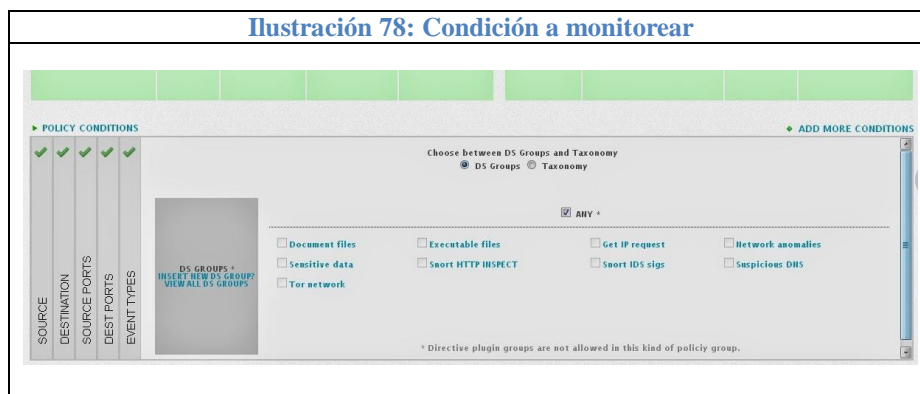 Ilustración 78: Condición a monitorear
POLICY CONDITIONS
ADD MORE CONDITIONS
SOURCE
DESTINATION
SOURCE PORTS
DEST PORTS
EVENT TYPES
Choose between DS Groups and Taxonomy
DS Groups Taxonomy
ANY *
DS GROUPS *
INSERT NEW DS GROUP?
VIEW ALL DS GROUPS
Document files Executable files Get IP request Network anomalies
Sensitive data Snort HTTP INSPECT Snort IDS sigs Suspicious DNS
Tor network
* Directive plugin groups are not allowed in this kind of policiy group.